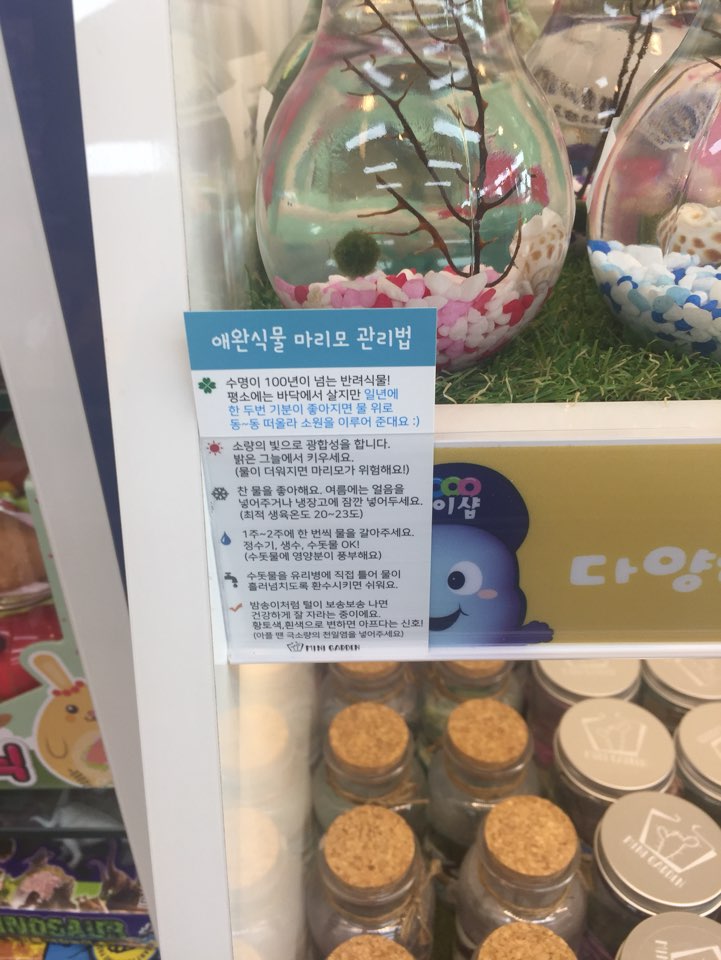 애완식물 마리모 관리법
수명이 100년이 넘는 반려식물!
평소에는 바닥에서 살지만 일년에
한 두번 기분이 좋아지면 물 위로
동~동 떠올라 소원을 이루어 준대요 :)
소량의 빛으로 광합성을 합니다.
밝은 그늘에서 키우세요.
(물이 더워지면 마리모가 위험해요!)
찬 물을 좋아해요. 여름에는 얼음을
넣어주거나 냉장고에 잠깐 넣어두세요.
(최적 생육온도 20~23도)
1주~2주에 한 번씩 물을 갈아주세요.
정수기, 생수, 수돗물 OK!
(수돗물에 영양분이 풍부해요)
수돗물을 유리병에 직접 틀어 물이
흘러넘치도록 환수시키면 쉬워요.
밤송이처럼 털이 보송보송 나면
건강하게 잘 자라는 중이에요.
황토색,흰색으로 변하면 아프다는 신호!
(아플 땐 극소량의 천일염을 넣어주세요)
MINI GARDEN
이샵
다양
MINI GARDEN